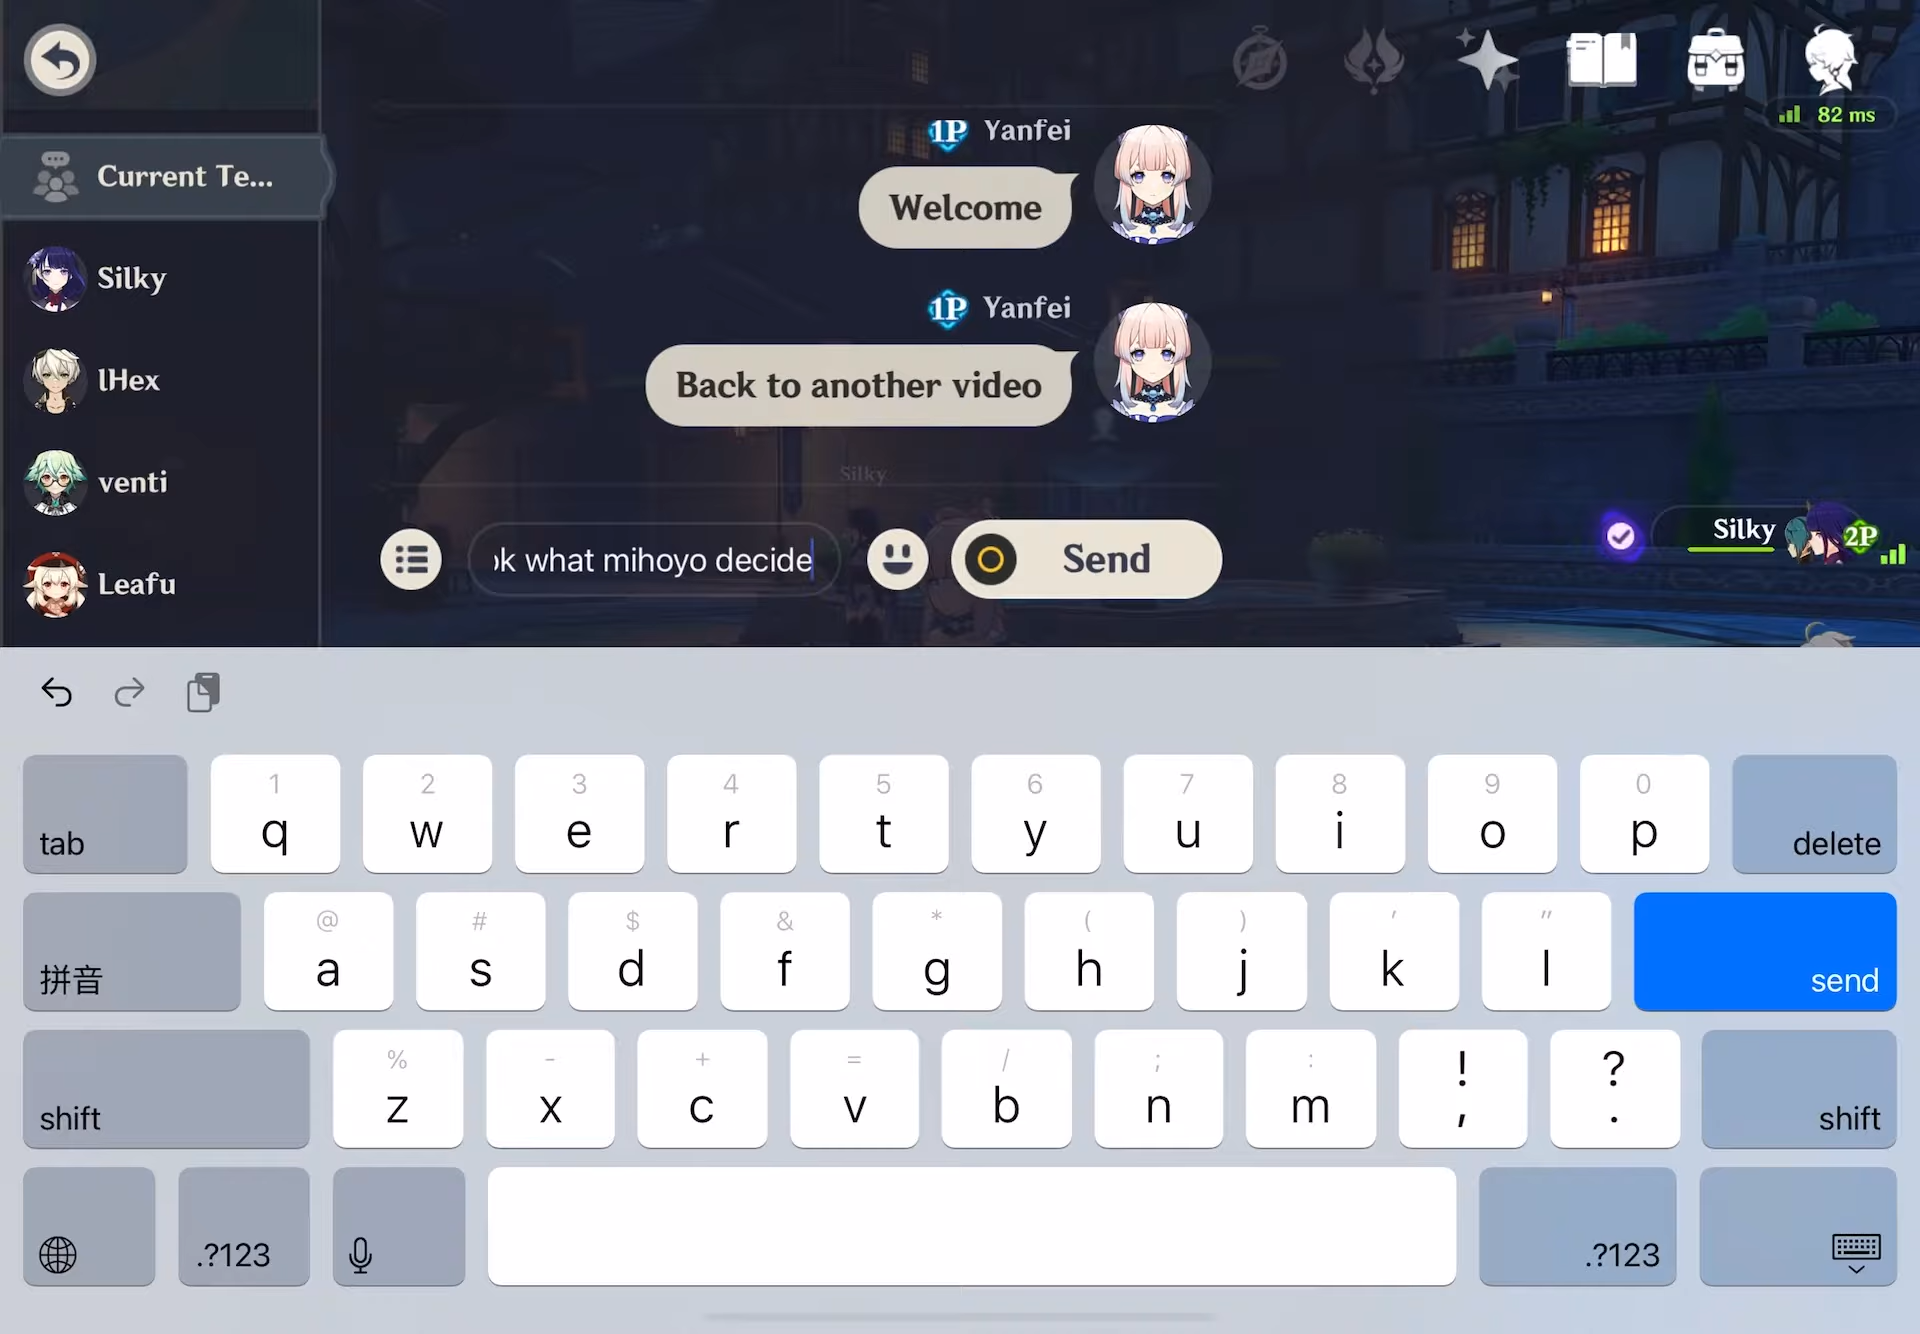 82 ms
Current Te...
Silky
lHex
venti
Leafu
1P Yanfei
Welcome
1P Yanfei
Back to another video
Silky
what mihoyo decide
Send
Silky 2P
tab
1 2 3 4 5 6 7 8 9 0
q w e r t y u i o p
delete
拼音
@ # $ & * ( ) ' "
a s d f g h j k l
send
shift
% - + = / ; : ! ?
z x c v b n m , .
shift
.?123
.?123